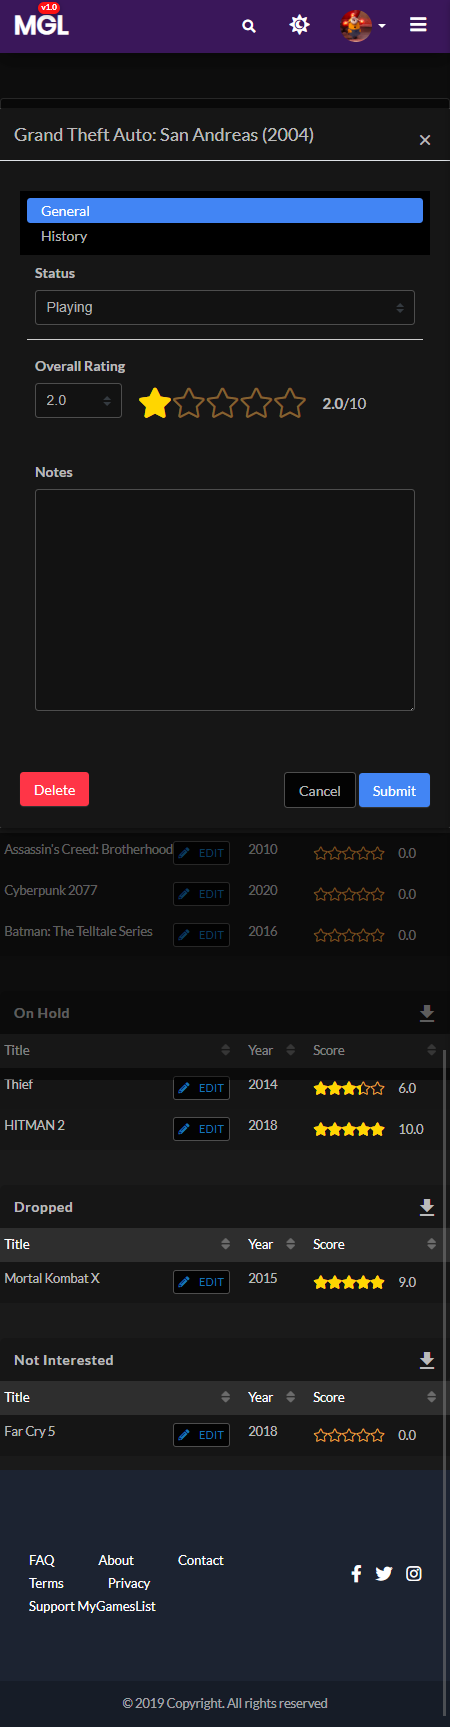 v1.0
MGL
Grand Theft Auto: San Andreas (2004)
×
General
History
Status
Playing
Overall Rating
2.0
2.0/10
Notes
Delete
Cancel
Submit
Assassin's Creed: Brotherhood EDIT 2010 0.0
Cyberpunk 2077 EDIT 2020 0.0
Batman: The Telltale Series EDIT 2016 0.0
On Hold
Title Year Score
Thief EDIT 2014 6.0
HITMAN 2 EDIT 2018 10.0
Dropped
Title Year Score
Mortal Kombat X EDIT 2015 9.0
Not Interested
Title Year Score
Far Cry 5 EDIT 2018 0.0
FAQ About Contact
Terms Privacy
Support MyGamesList
© 2019 Copyright. All rights reserved